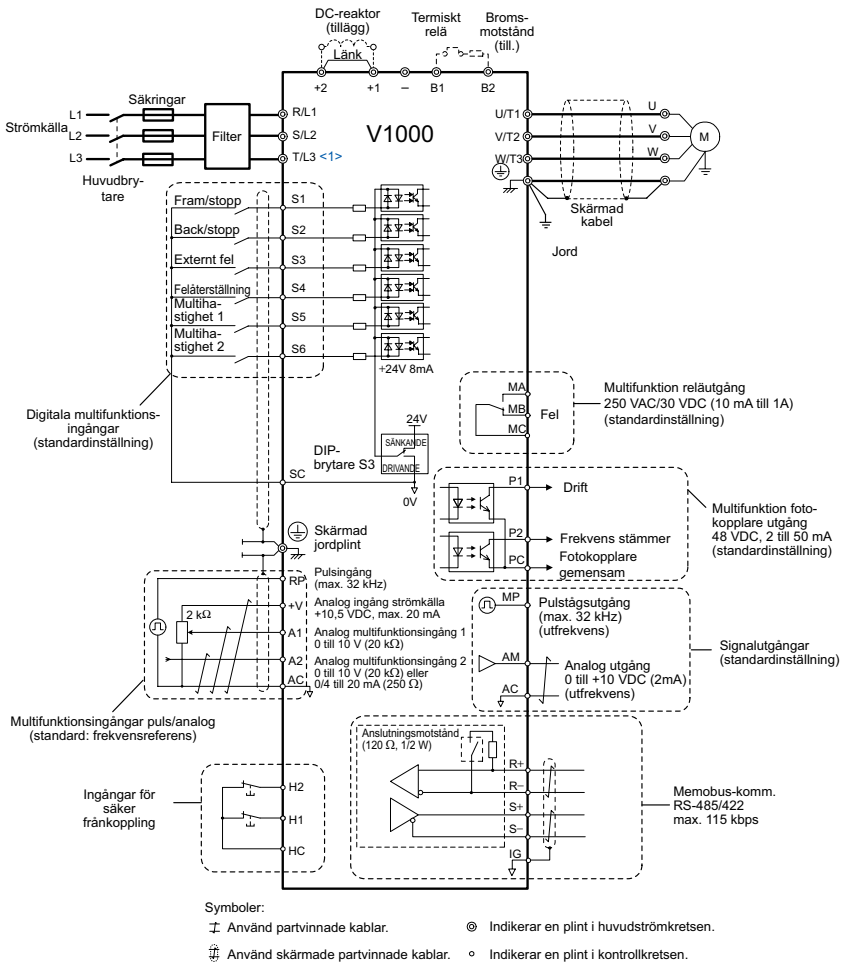 DC-reaktor
(tillägg)
Termiskt
relä
Broms-
motstånd
(till.)
Länk
+2
+1
−
B1
B2
Säkringar
L1
R/L1
U/T1
U
Strömkälla
L2
Filter
S/L2
V1000
V/T2
V
M
L3
T/L3 <1>
W/T3
W
Huvudbry-
tare
Skärmad
kabel
Jord
Fram/stopp
S1
Back/stopp
S2
Externt fel
S3
Felåterställning
S4
Multiha-
stighet 1
S5
Multiha-
stighet 2
S6
+24V 8mA
Digitala multifunktions-
ingångar
(standardinställning)
24V
DIP-
brytare S3
SÄNKANDE
DRIVANDE
0V
SC
MA
MB
MC
Fel
Multifunktion reläutgång
250 VAC/30 VDC (10 mA till 1A)
(standardinställning)
P1
Drift
P2
Frekvens stämmer
PC
Fotokopplare
gemensam
Multifunktion foto-
kopplare utgång
48 VDC, 2 till 50 mA
(standardinställning)
Skärmad
jordplint
RP
Pulsingång
(max. 32 kHz)
+V
Analog ingång strömkälla
+10,5 VDC, max. 20 mA
2 kΩ
A1
Analog multifunktionsingång 1
0 till 10 V (20 kΩ)
A2
Analog multifunktionsingång 2
0 till 10 V (20 kΩ) eller
0/4 till 20 mA (250 Ω)
AC
Multifunktionsingångar puls/analog
(standard: frekvensreferens)
MP
Pulstågsutgång
(max. 32 kHz)
(utfrekvens)
AM
Analog utgång
0 till +10 VDC (2mA)
(utfrekvens)
AC
Signalutgångar
(standardinställning)
Ingångar för
säker
frånkoppling
H2
H1
HC
Anslutningsmotstånd
(120 Ω, 1/2 W)
R+
R−
S+
S−
IG
Memobus-komm.
RS-485/422
max. 115 kbps
Symboler:
Använd partvinnade kablar.
Indikerar en plint i huvudströmkretsen.
Använd skärmade partvinnade kablar.
Indikerar en plint i kontrollkretsen.